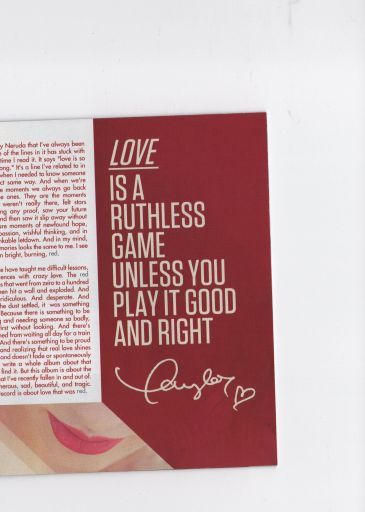 y Neruda that I've always been
of the lines in it has stuck with
time I read it. It says "love is so
ong." It's a line I've related to in
when I needed to know someone
ct same way. And when we're
e moments we always go back
e ones. They are the moments
weren't really there, felt stars
ng any proof, saw your future
and then saw it slip away without
are moments of newfound hope,
passion, wishful thinking, and in
nkable letdown. And in my mind,
mories looks the same to me. I see
n bright, burning, red.
e have taught me difficult lessons,
ences with crazy love. The red
s that went from zero to a hundred
hen hit a wall and exploded. And
ridiculous. And desperate. And
he dust settled, it was something
Because there is something to be
g and needing someone so badly,
irst without looking. And there's
ned from waiting all day for a train
And there's something to be proud
and realizing that real love shines
and doesn't fade or spontaneously
write a whole album about that
find it. But this album is about the
at I've recently fallen in and out of.
herous, sad, beautiful, and tragic.
record is about love that was red.
LOVE
IS A
RUTHLESS
GAME
UNLESS YOU
PLAY IT GOOD
AND RIGHT
Taylor